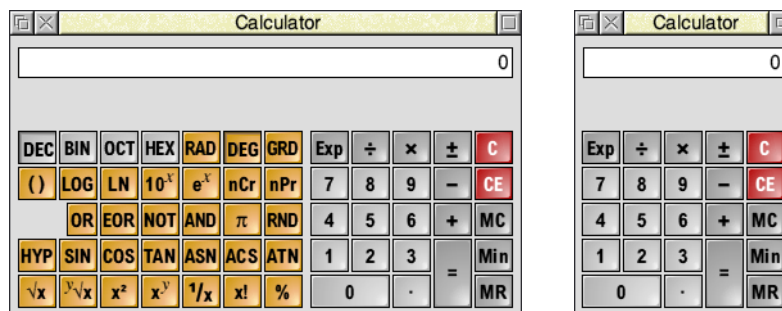 Calculator
0
DEC BIN OCT HEX RAD DEG GRD Exp ÷ × ± C
( ) LOG LN 10ˣ eˣ nCr nPr 7 8 9 − CE
OR EOR NOT AND π RND 4 5 6 + MC
HYP SIN COS TAN ASN ACS ATN 1 2 3 = Min
√x ʸ√x x² xʸ ¹/x x! % 0 · MR
Calculator
0
Exp ÷ × ± C
7 8 9 − CE
4 5 6 + MC
1 2 3 = Min
0 · MR